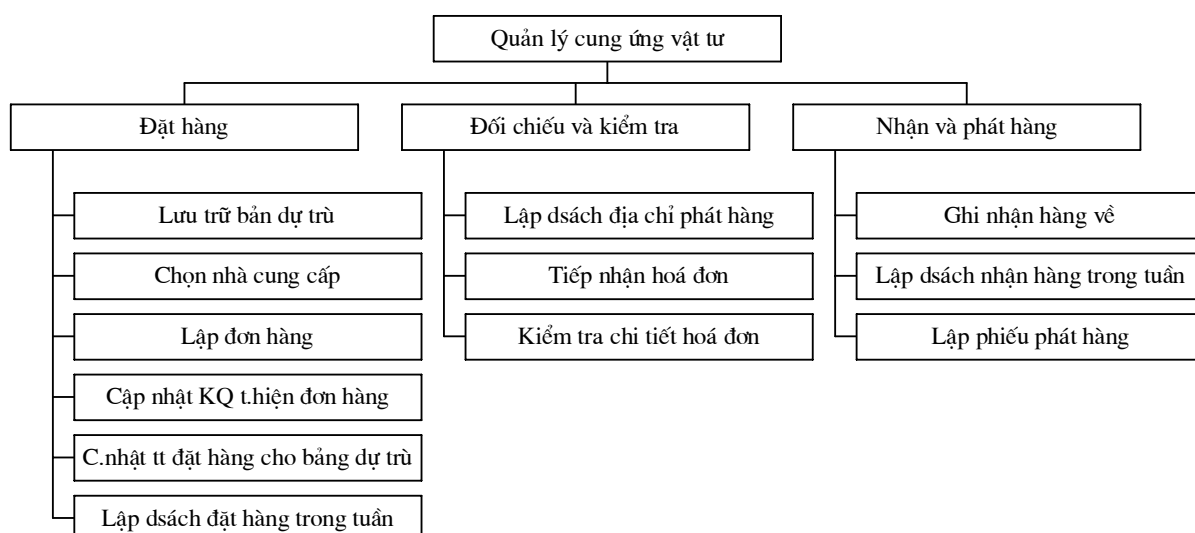 Quản lý cung ứng vật tư
Đặt hàng
Đối chiếu và kiểm tra
Nhận và phát hàng
Lưu trữ bản dự trù
Chọn nhà cung cấp
Lập đơn hàng
Cập nhật KQ t.hiện đơn hàng
C.nhật tt đặt hàng cho bảng dự trù
Lập dsách đặt hàng trong tuần
Lập dsách địa chỉ phát hàng
Tiếp nhận hoá đơn
Kiểm tra chi tiết hoá đơn
Ghi nhận hàng về
Lập dsách nhận hàng trong tuần
Lập phiếu phát hàng